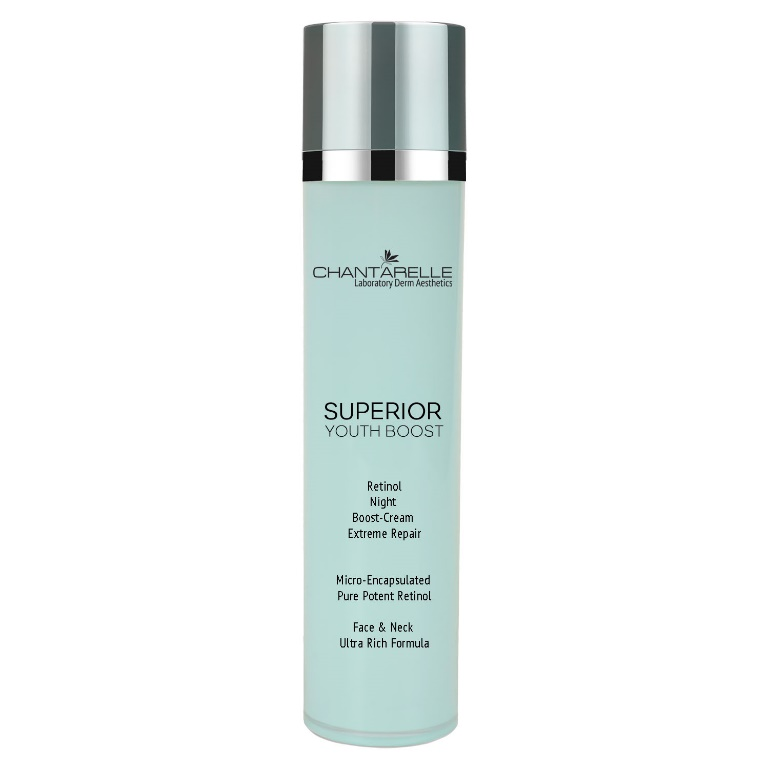 CHANTARELLE
Laboratory Derm Aesthetics
SUPERIOR
YOUTH BOOST
Retinol
Night
Boost-Cream
Extreme Repair
Micro-Encapsulated
Pure Potent Retinol
Face & Neck
Ultra Rich Formula